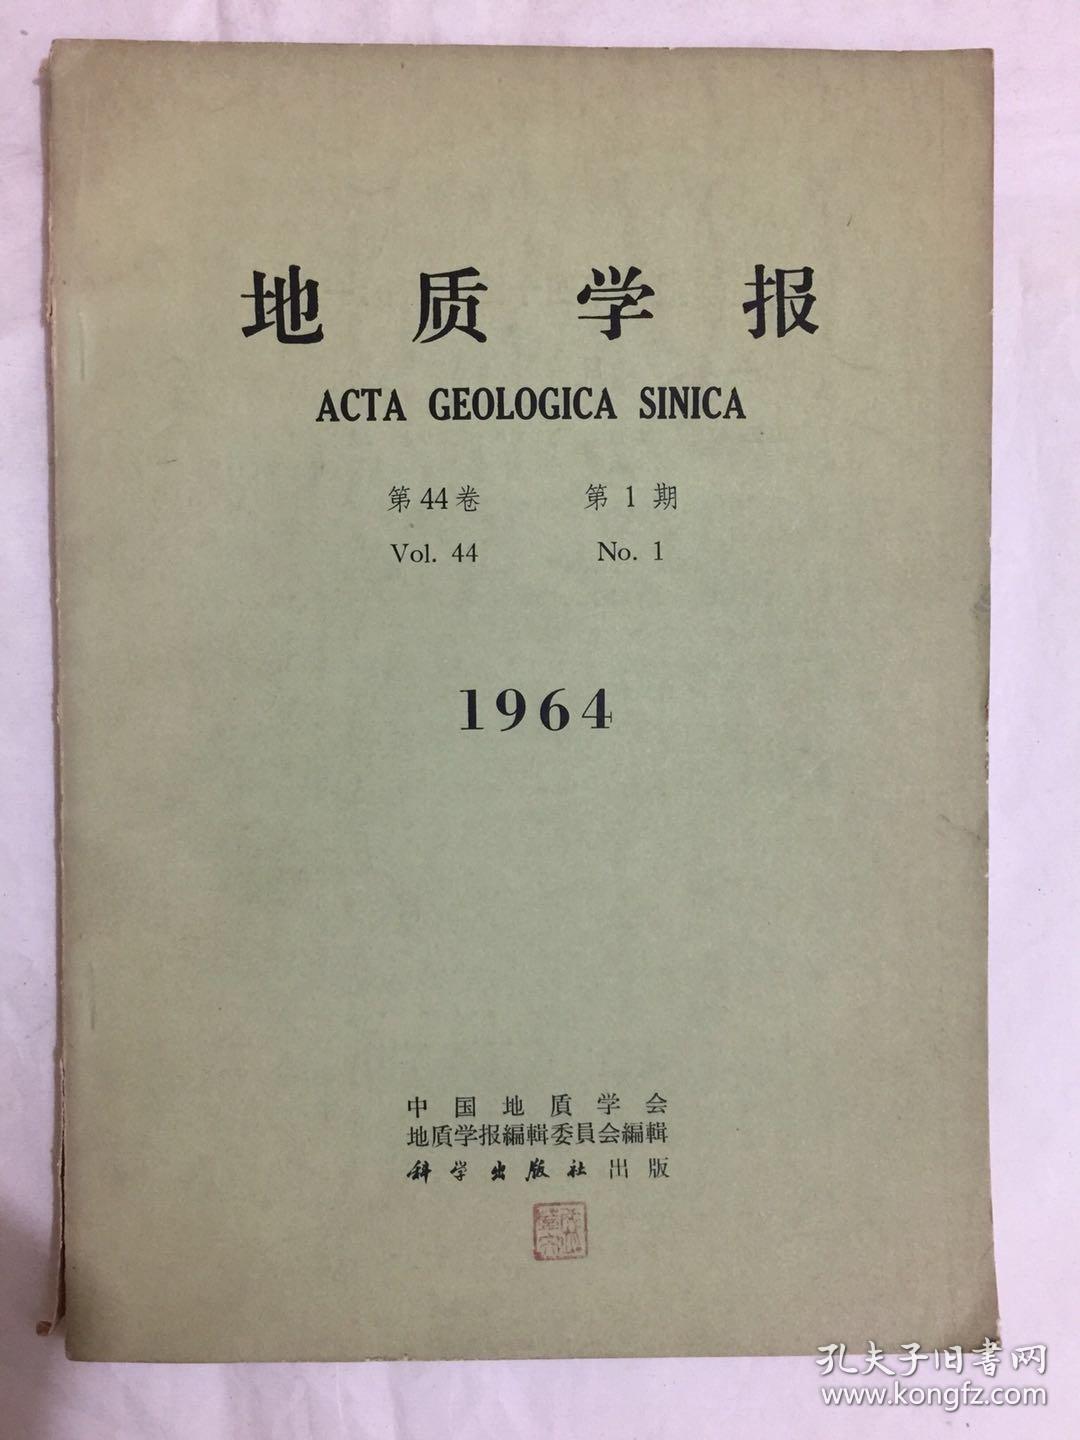 地质学报
ACTA GEOLOGICA SINICA
第44卷 第1期
Vol. 44 No. 1
1964
中国地质学会
地质学报編輯委員会編輯
科学出版社出版
孔夫子旧书网
www.kongfz.com